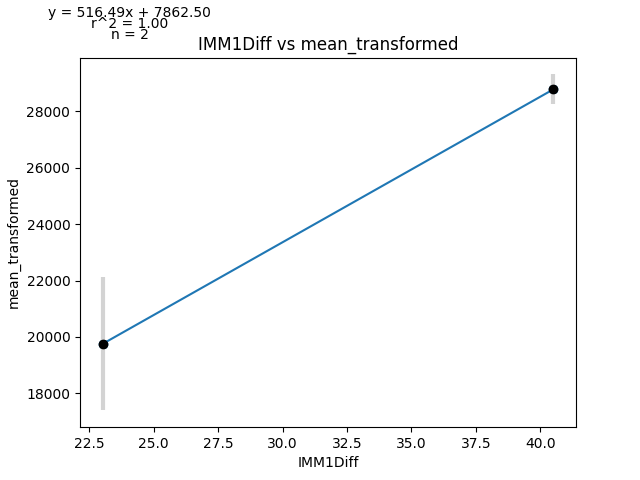 y = 516.49x + 7862.50
r^2 = 1.00
n = 2
IMM1Diff vs mean_transformed
mean_transformed
28000
26000
24000
22000
20000
18000
22.5 25.0 27.5 30.0 32.5 35.0 37.5 40.0
IMM1Diff